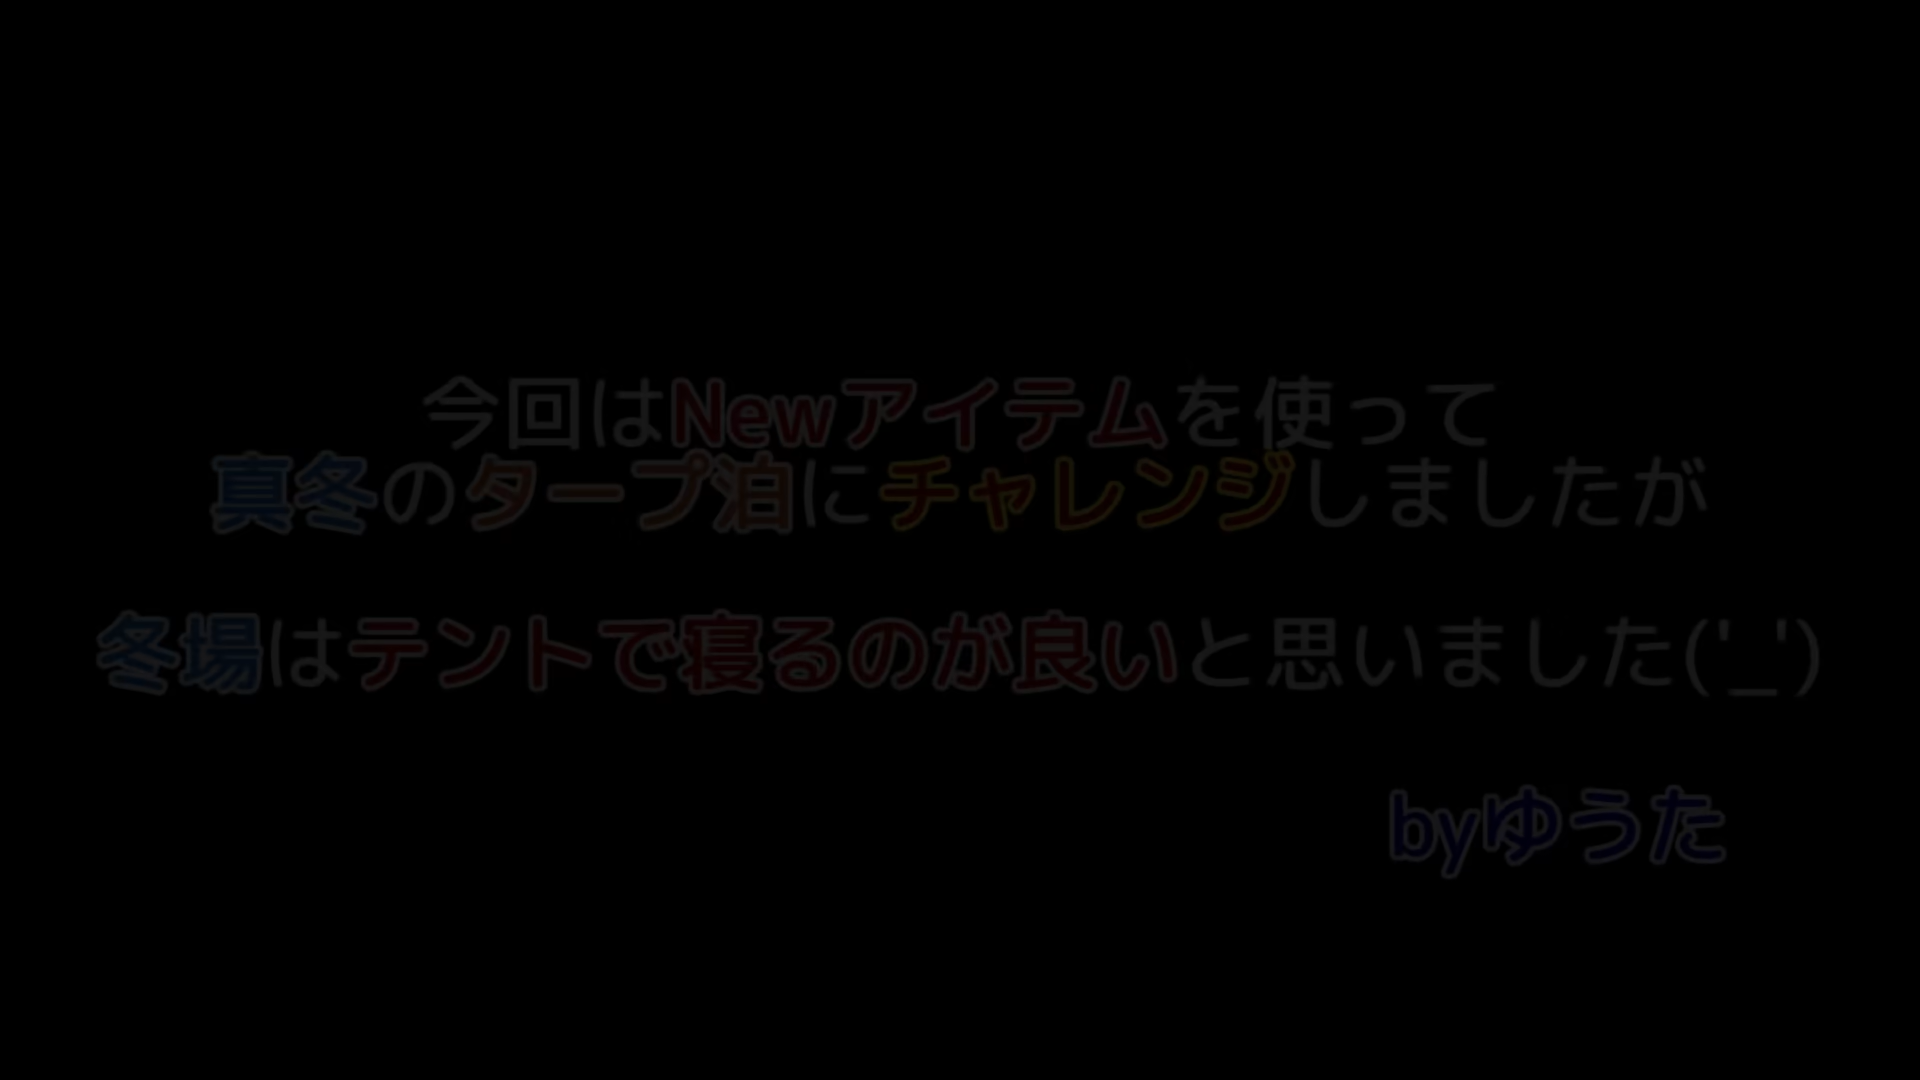 今回はNewアイテムを使って
真冬のタープ泊にチャレンジしましたが
冬場はテントで寝るのが良いと思いました('_')
byゆうた